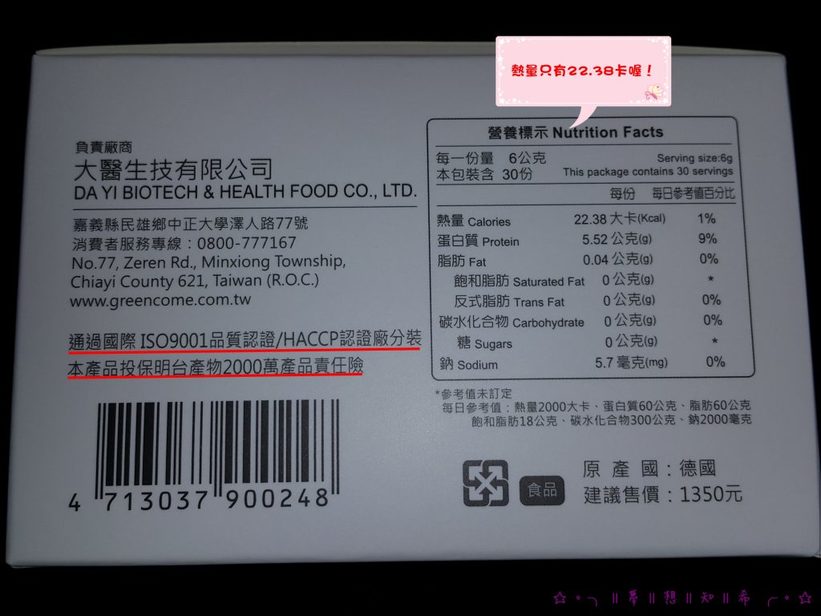 熱量只有22.38卡喔！
負責廠商
大醫生技有限公司
DA YI BIOTECH & HEALTH FOOD CO., LTD.
嘉義縣民雄鄉中正大學澤人路77號
消費者服務專線：0800-777167
No.77, Zeren Rd., Minxiong Township,
Chiayi County 621, Taiwan (R.O.C.)
www.greencome.com.tw
通過國際 ISO9001品質認證/HACCP認證廠分裝
本產品投保明台產物2000萬產品責任險
4 713037 900248
營養標示 Nutrition Facts
每一份量 6公克 Serving size:6g
本包裝含 30份 This package contains 30 servings
每份 每日參考值百分比
熱量 Calories 22.38 大卡(Kcal) 1%
蛋白質 Protein 5.52 公克(g) 9%
脂肪 Fat 0.04 公克(g) 0%
飽和脂肪 Saturated Fat 0 公克(g) *
反式脂肪 Trans Fat 0 公克(g) 0%
碳水化合物 Carbohydrate 0 公克(g) 0%
糖 Sugars 0 公克(g) *
鈉 Sodium 5.7 毫克(mg) 0%
*參考值未訂定
每日參考值：熱量2000大卡、蛋白質60公克、脂肪60公克
飽和脂肪18公克、碳水化合物300公克、鈉2000毫克
食品
原產國：德國
建議售價：1350元
☆‧╮∥夢∥想∥知∥希╭‧☆